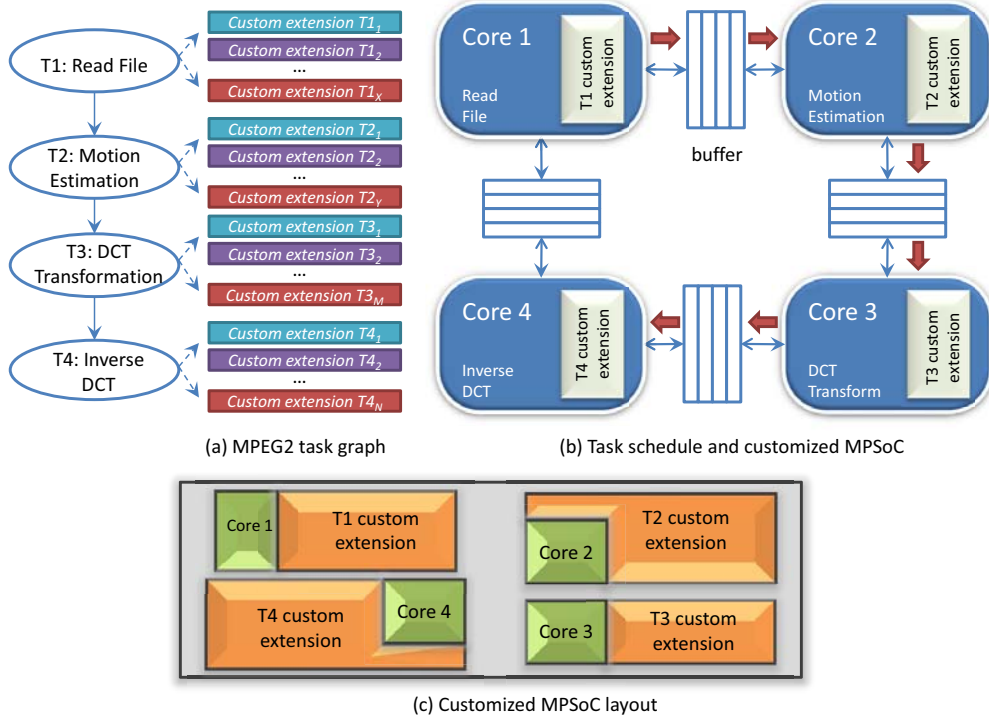 T1: Read File
Custom extension T1₁
Custom extension T1₂
...
Custom extension T1ₓ
T2: Motion
Estimation
Custom extension T2₁
Custom extension T2₂
...
Custom extension T2Y
T3: DCT
Transformation
Custom extension T3₁
Custom extension T3₂
...
Custom extension T3M
T4: Inverse
DCT
Custom extension T4₁
Custom extension T4₂
...
Custom extension T4N
(a) MPEG2 task graph
Core 1
T1 custom
extension
Read
File
buffer
Core 2
T2 custom
extension
Motion
Estimation
Core 4
T4 custom
extension
Inverse
DCT
Core 3
T3 custom
extension
DCT
Transform
(b) Task schedule and customized MPSoC
Core 1
T1 custom
extension
T2 custom
extension
Core 2
T4 custom
extension
Core 4
Core 3
T3 custom
extension
(c) Customized MPSoC layout